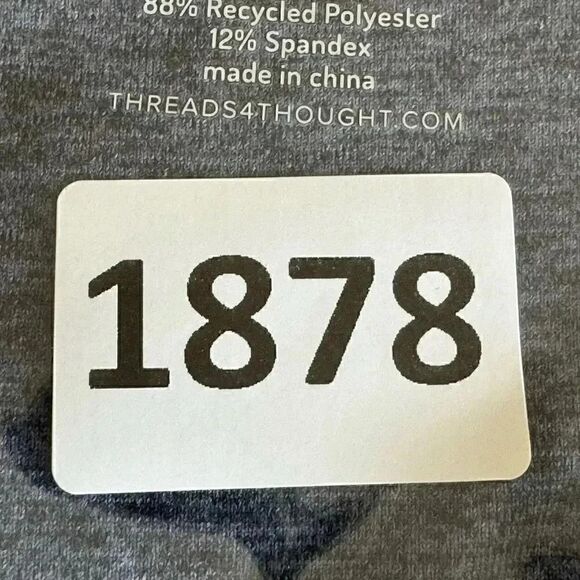 88% Recycled Polyester
12% Spandex
made in china
THREADS4THOUGHT.COM
1878